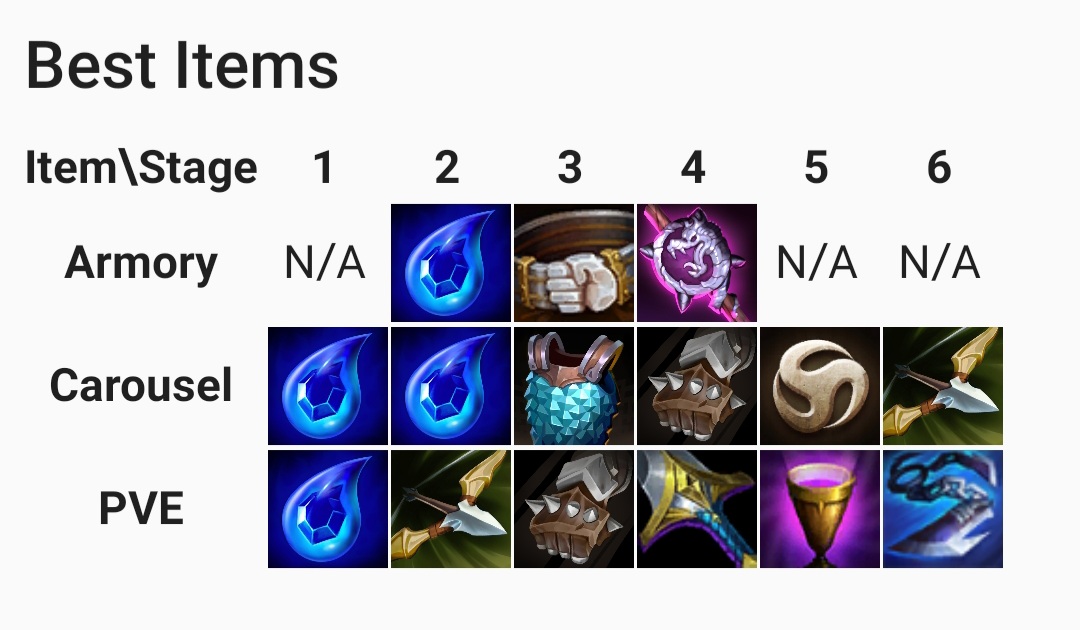 Best Items
Item\Stage 1 2 3 4 5 6
Armory N/A N/A N/A
Carousel
PVE